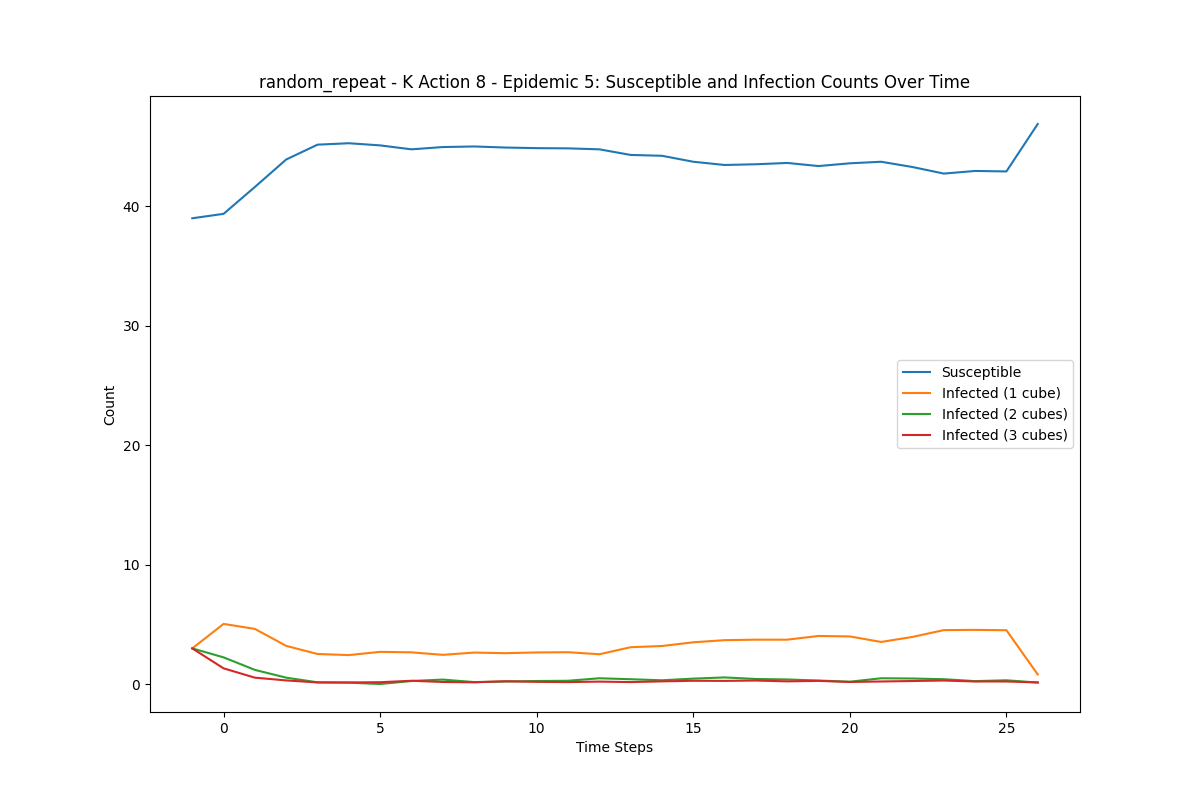 random_repeat - K Action 8 - Epidemic 5: Susceptible and Infection Counts Over Time
40
30
20
10
0
Count
Susceptible
Infected (1 cube)
Infected (2 cubes)
Infected (3 cubes)
0 5 10 15 20 25
Time Steps